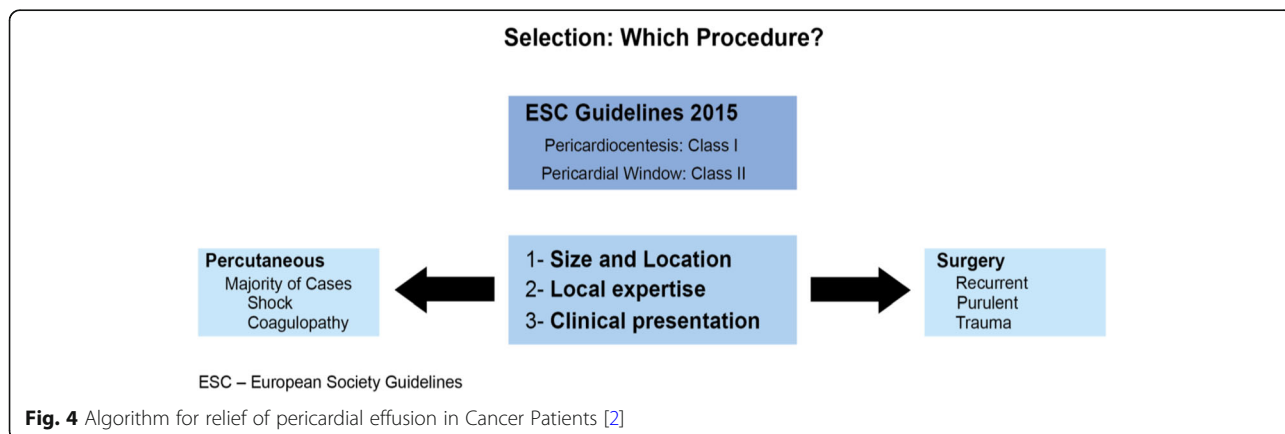 Selection: Which Procedure?
ESC Guidelines 2015
Pericardiocentesis: Class I
Pericardial Window: Class II
Percutaneous
Majority of Cases
Shock
Coagulopathy
1- Size and Location
2- Local expertise
3- Clinical presentation
Surgery
Recurrent
Purulent
Trauma
ESC – European Society Guidelines
Fig. 4 Algorithm for relief of pericardial effusion in Cancer Patients [2]